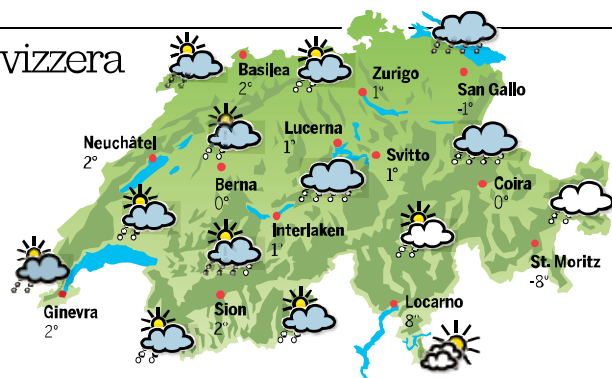 vizzera
Basilea
2°
Zurigo
1°
San Gallo
-1°
Neuchâtel
2°
Lucerna
1°
Svitto
1°
Berna
0°
Coira
0°
Interlaken
1°
St. Moritz
-8°
Ginevra
2°
Sion
2°
Locarno
8°